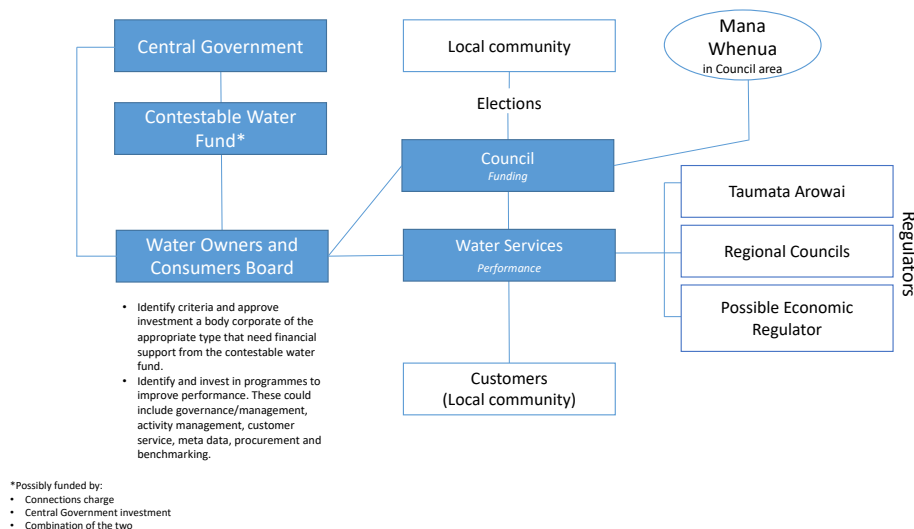 Central Government
Local community
Mana
Whenua
in Council area
Contestable Water
Fund*
Elections
Council
Funding
Taumata Arowai
Water Owners and
Consumers Board
Water Services
Performance
Regional Councils
Possible Economic
Regulator
Regulators
• Identify criteria and approve
investment a body corporate of the
appropriate type that need financial
support from the contestable water
fund.
• Identify and invest in programmes to
improve performance. These could
include governance/management,
activity management, customer
service, meta data, procurement and
benchmarking.
Customers
(Local community)
*Possibly funded by:
• Connections charge
• Central Government investment
• Combination of the two